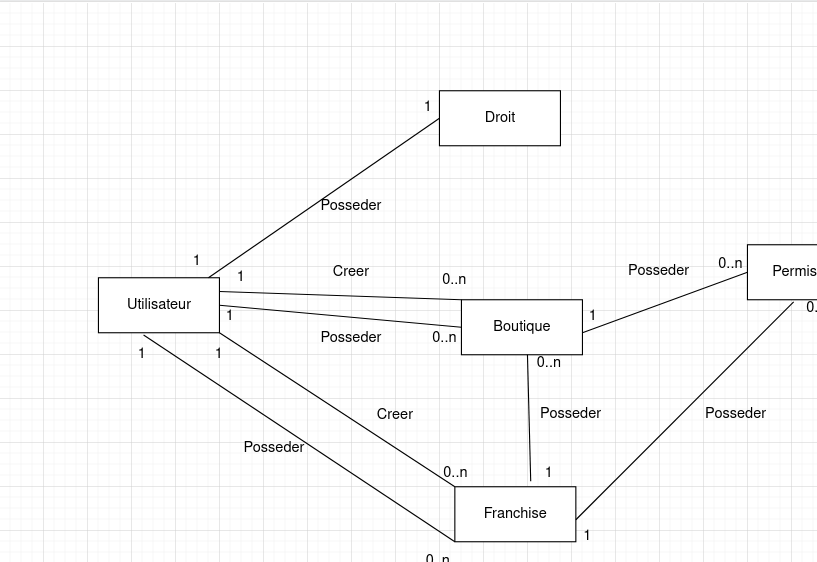 1
Droit
Posseder
1
1
Creer
0..n
Posseder
0..n
Permis
Utilisateur
1
Boutique
1
0.
Posseder
0..n
1
1
0..n
Creer
Posseder
Posseder
Posseder
0..n
1
Franchise
1
0..n